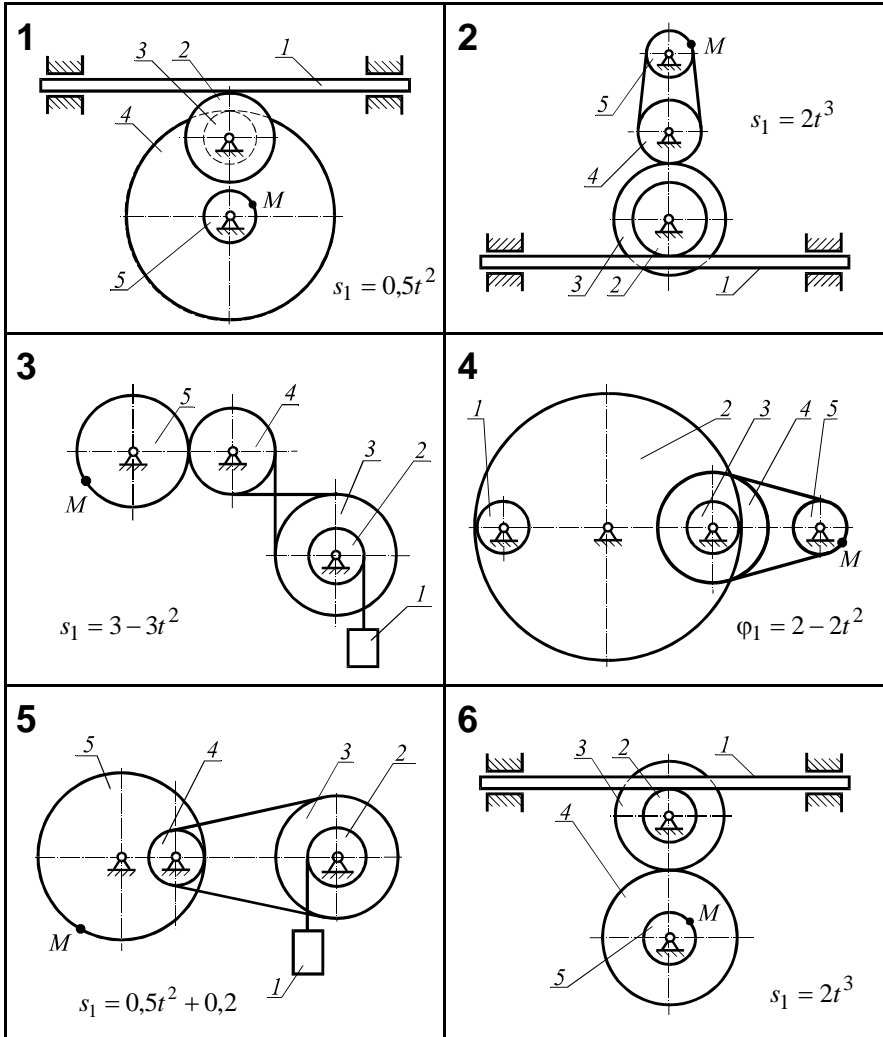 1
3 2 1
4
M
5
s₁ = 0,5t²
2
M
5
s₁ = 2t³
4
3 2 1
3
5 4
3 2
M
1
s₁ = 3 – 3t²
4
1 2 3 4 5
M
φ₁ = 2 – 2t²
5
5 4 3 2
M
1
s₁ = 0,5t² + 0,2
6
3 2 1
4
M
5
s₁ = 2t³